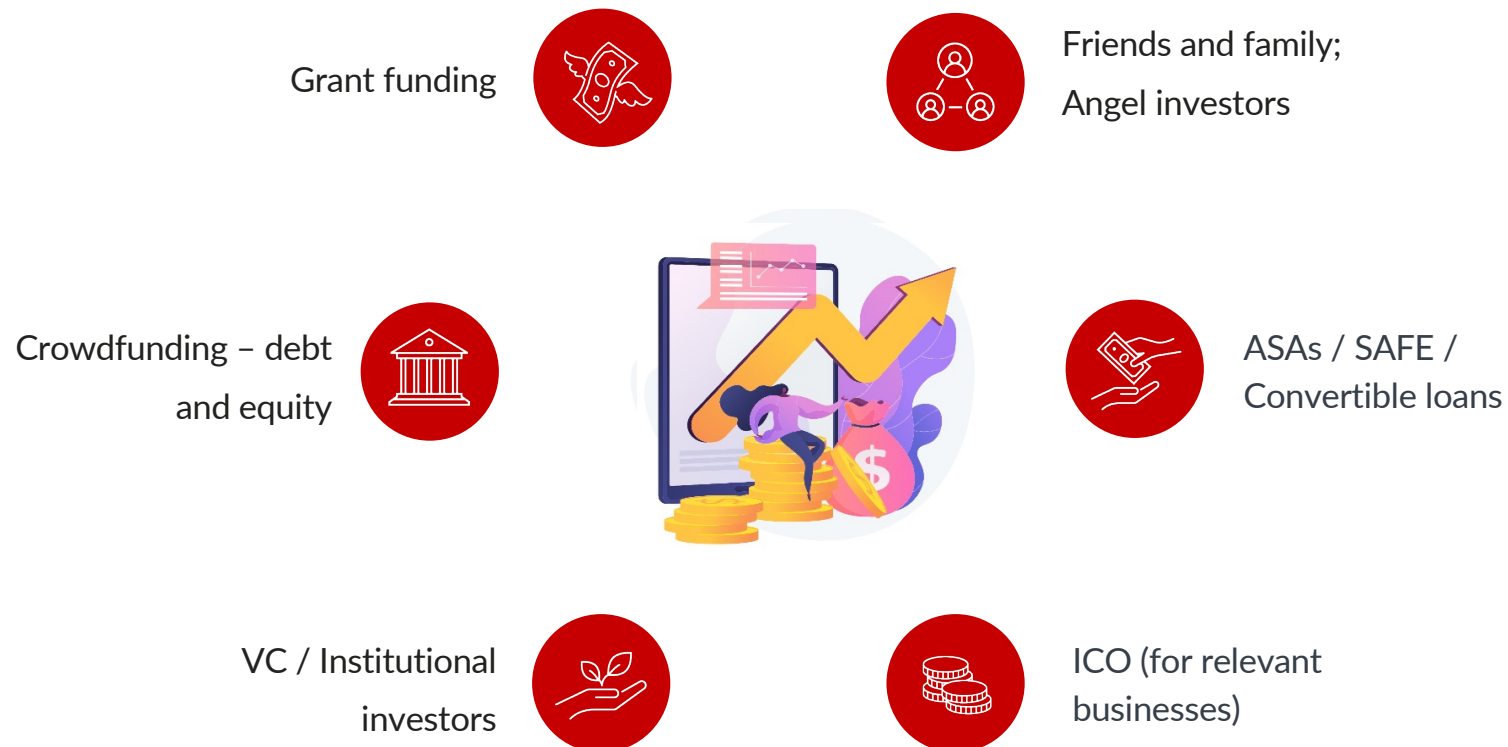 Grant funding
Friends and family;
Angel investors
Crowdfunding – debt
and equity
$
ASAs / SAFE /
Convertible loans
VC / Institutional
investors
ICO (for relevant
businesses)